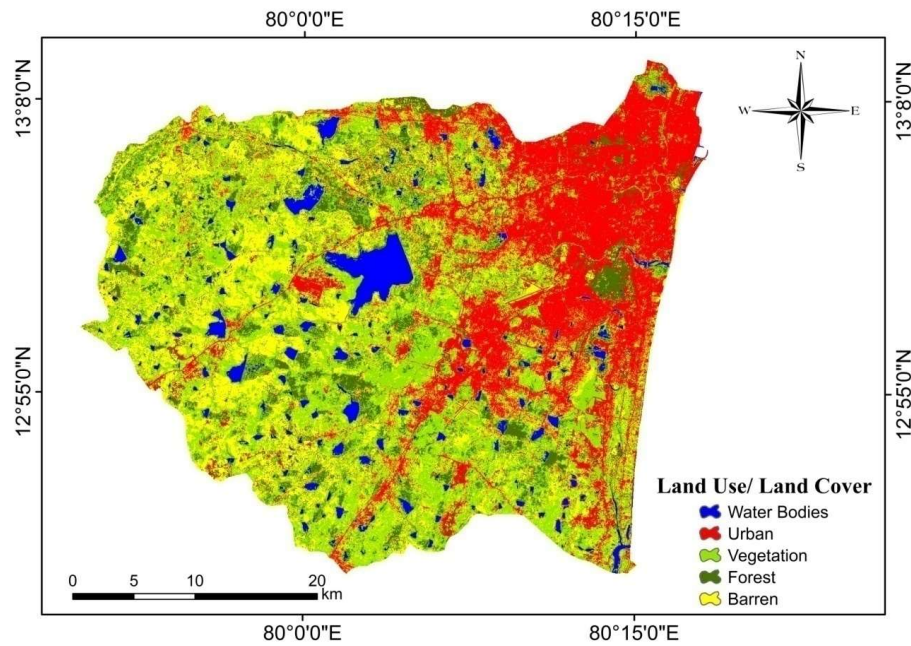 80°0'0"E 80°15'0"E
N
W E
S
13°8'0"N 13°8'0"N
12°55'0"N 12°55'0"N
Land Use/ Land Cover
Water Bodies
Urban
Vegetation
Forest
Barren
0 5 10 20
km
80°0'0"E 80°15'0"E